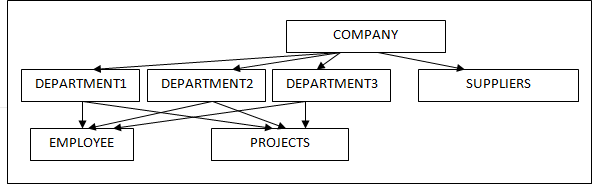 COMPANY
DEPARTMENT1 DEPARTMENT2 DEPARTMENT3 SUPPLIERS
EMPLOYEE PROJECTS